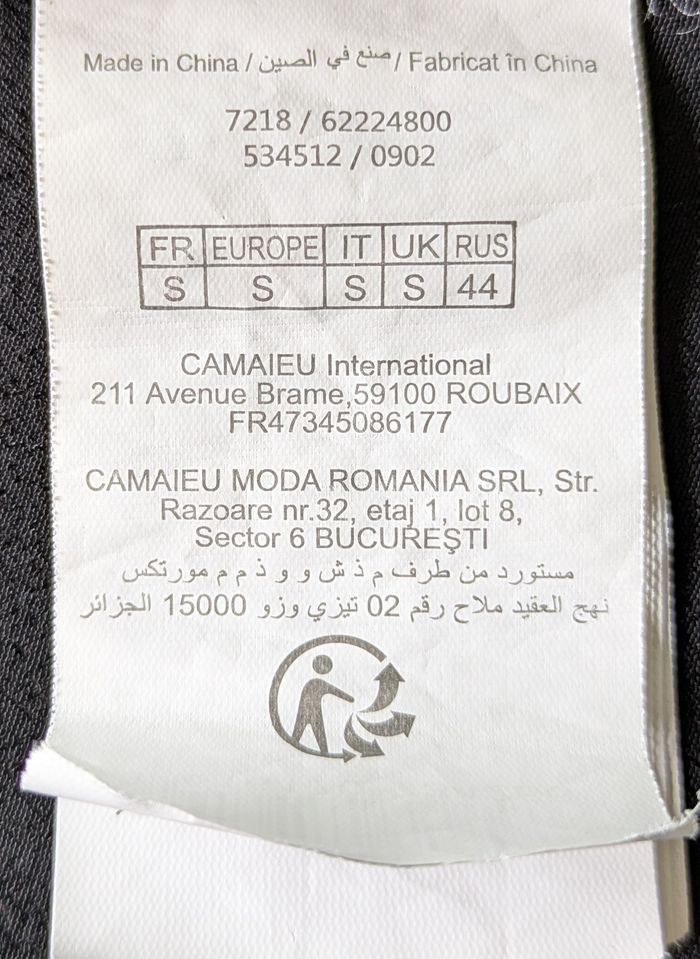 Made in China / صنع في الصين / Fabricat în China
7218 / 62224800
534512 / 0902
FR EUROPE IT UK RUS
S S S S 44
CAMAIEU International
211 Avenue Brame,59100 ROUBAIX
FR47345086177
CAMAIEU MODA ROMANIA SRL, Str.
Razoare nr.32, etaj 1, lot 8,
Sector 6 BUCUREŞTI
مستورد من طرف م ذ ش و و ذ م م مورتكس
نهج العقيد ملاح رقم 02 تيزي وزو 15000 الجزائر